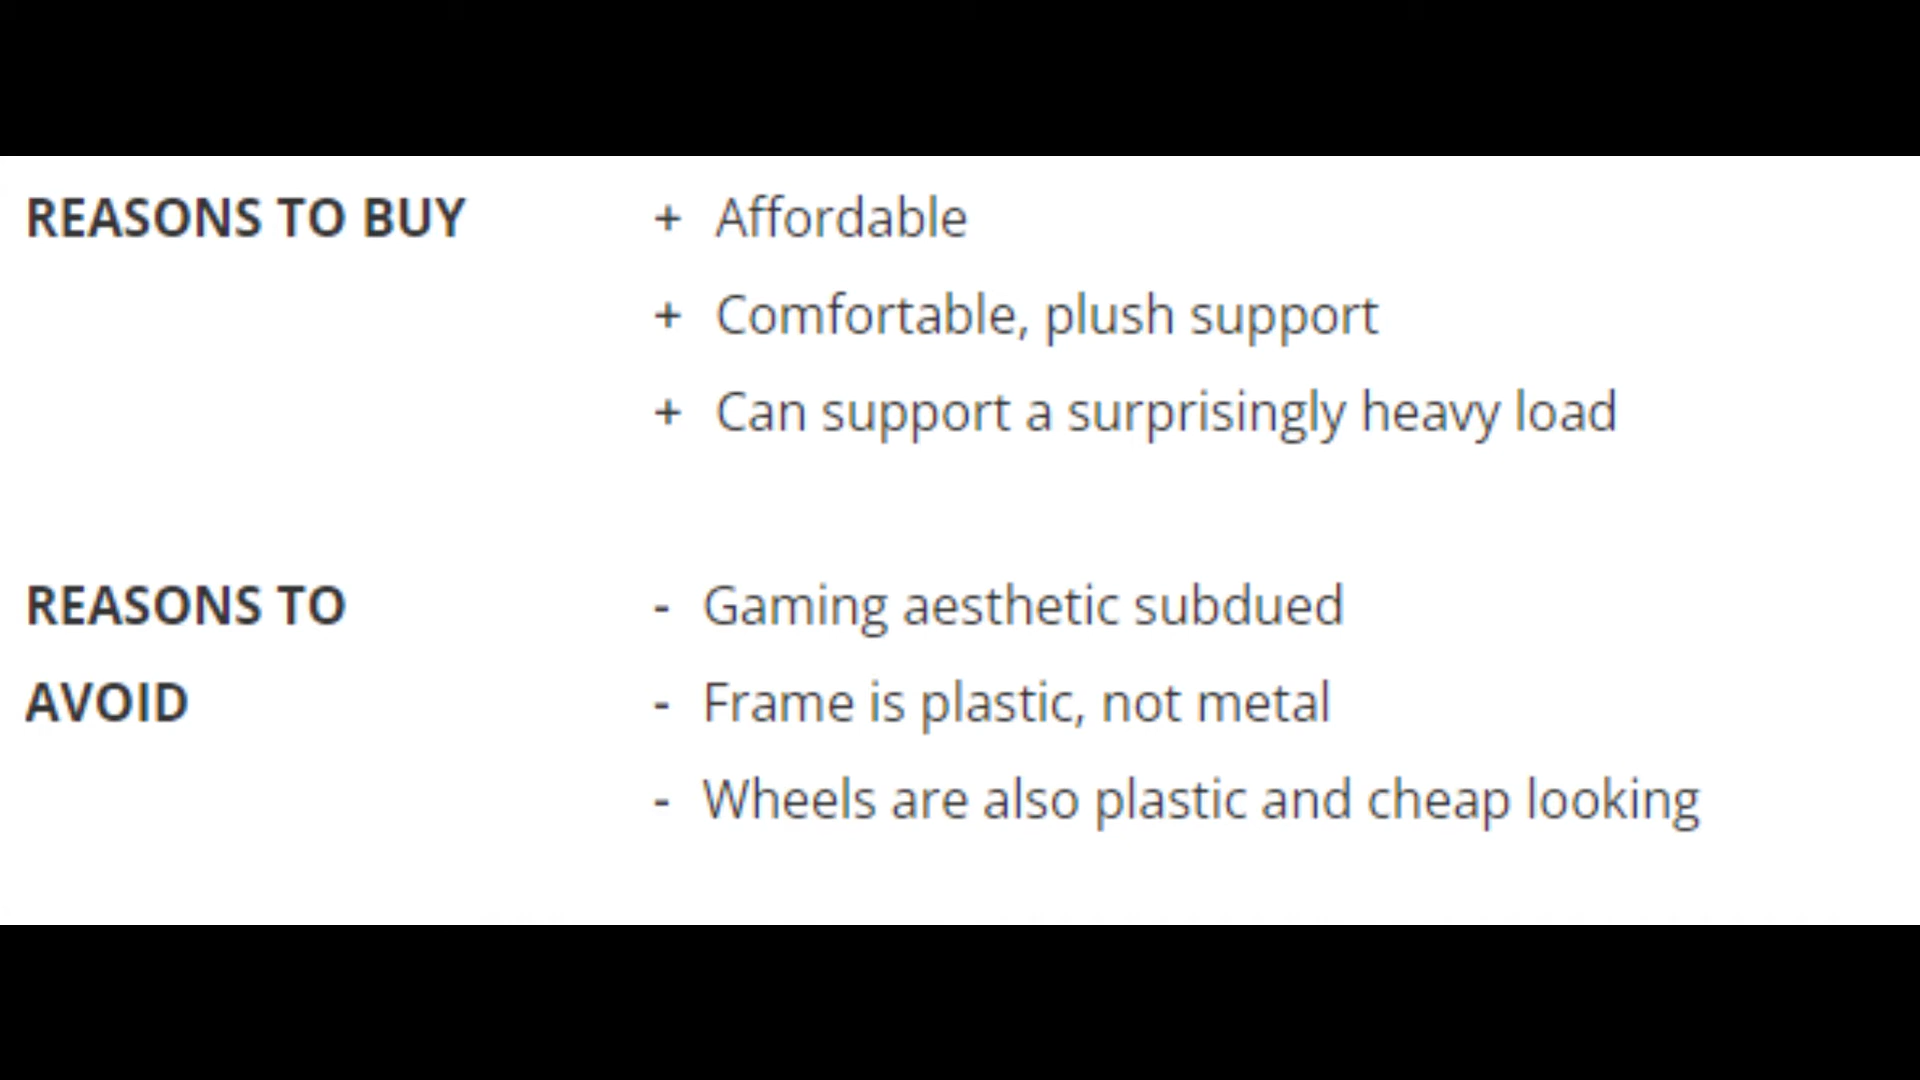 REASONS TO BUY + Affordable
+ Comfortable, plush support
+ Can support a surprisingly heavy load
REASONS TO - Gaming aesthetic subdued
AVOID - Frame is plastic, not metal
- Wheels are also plastic and cheap looking